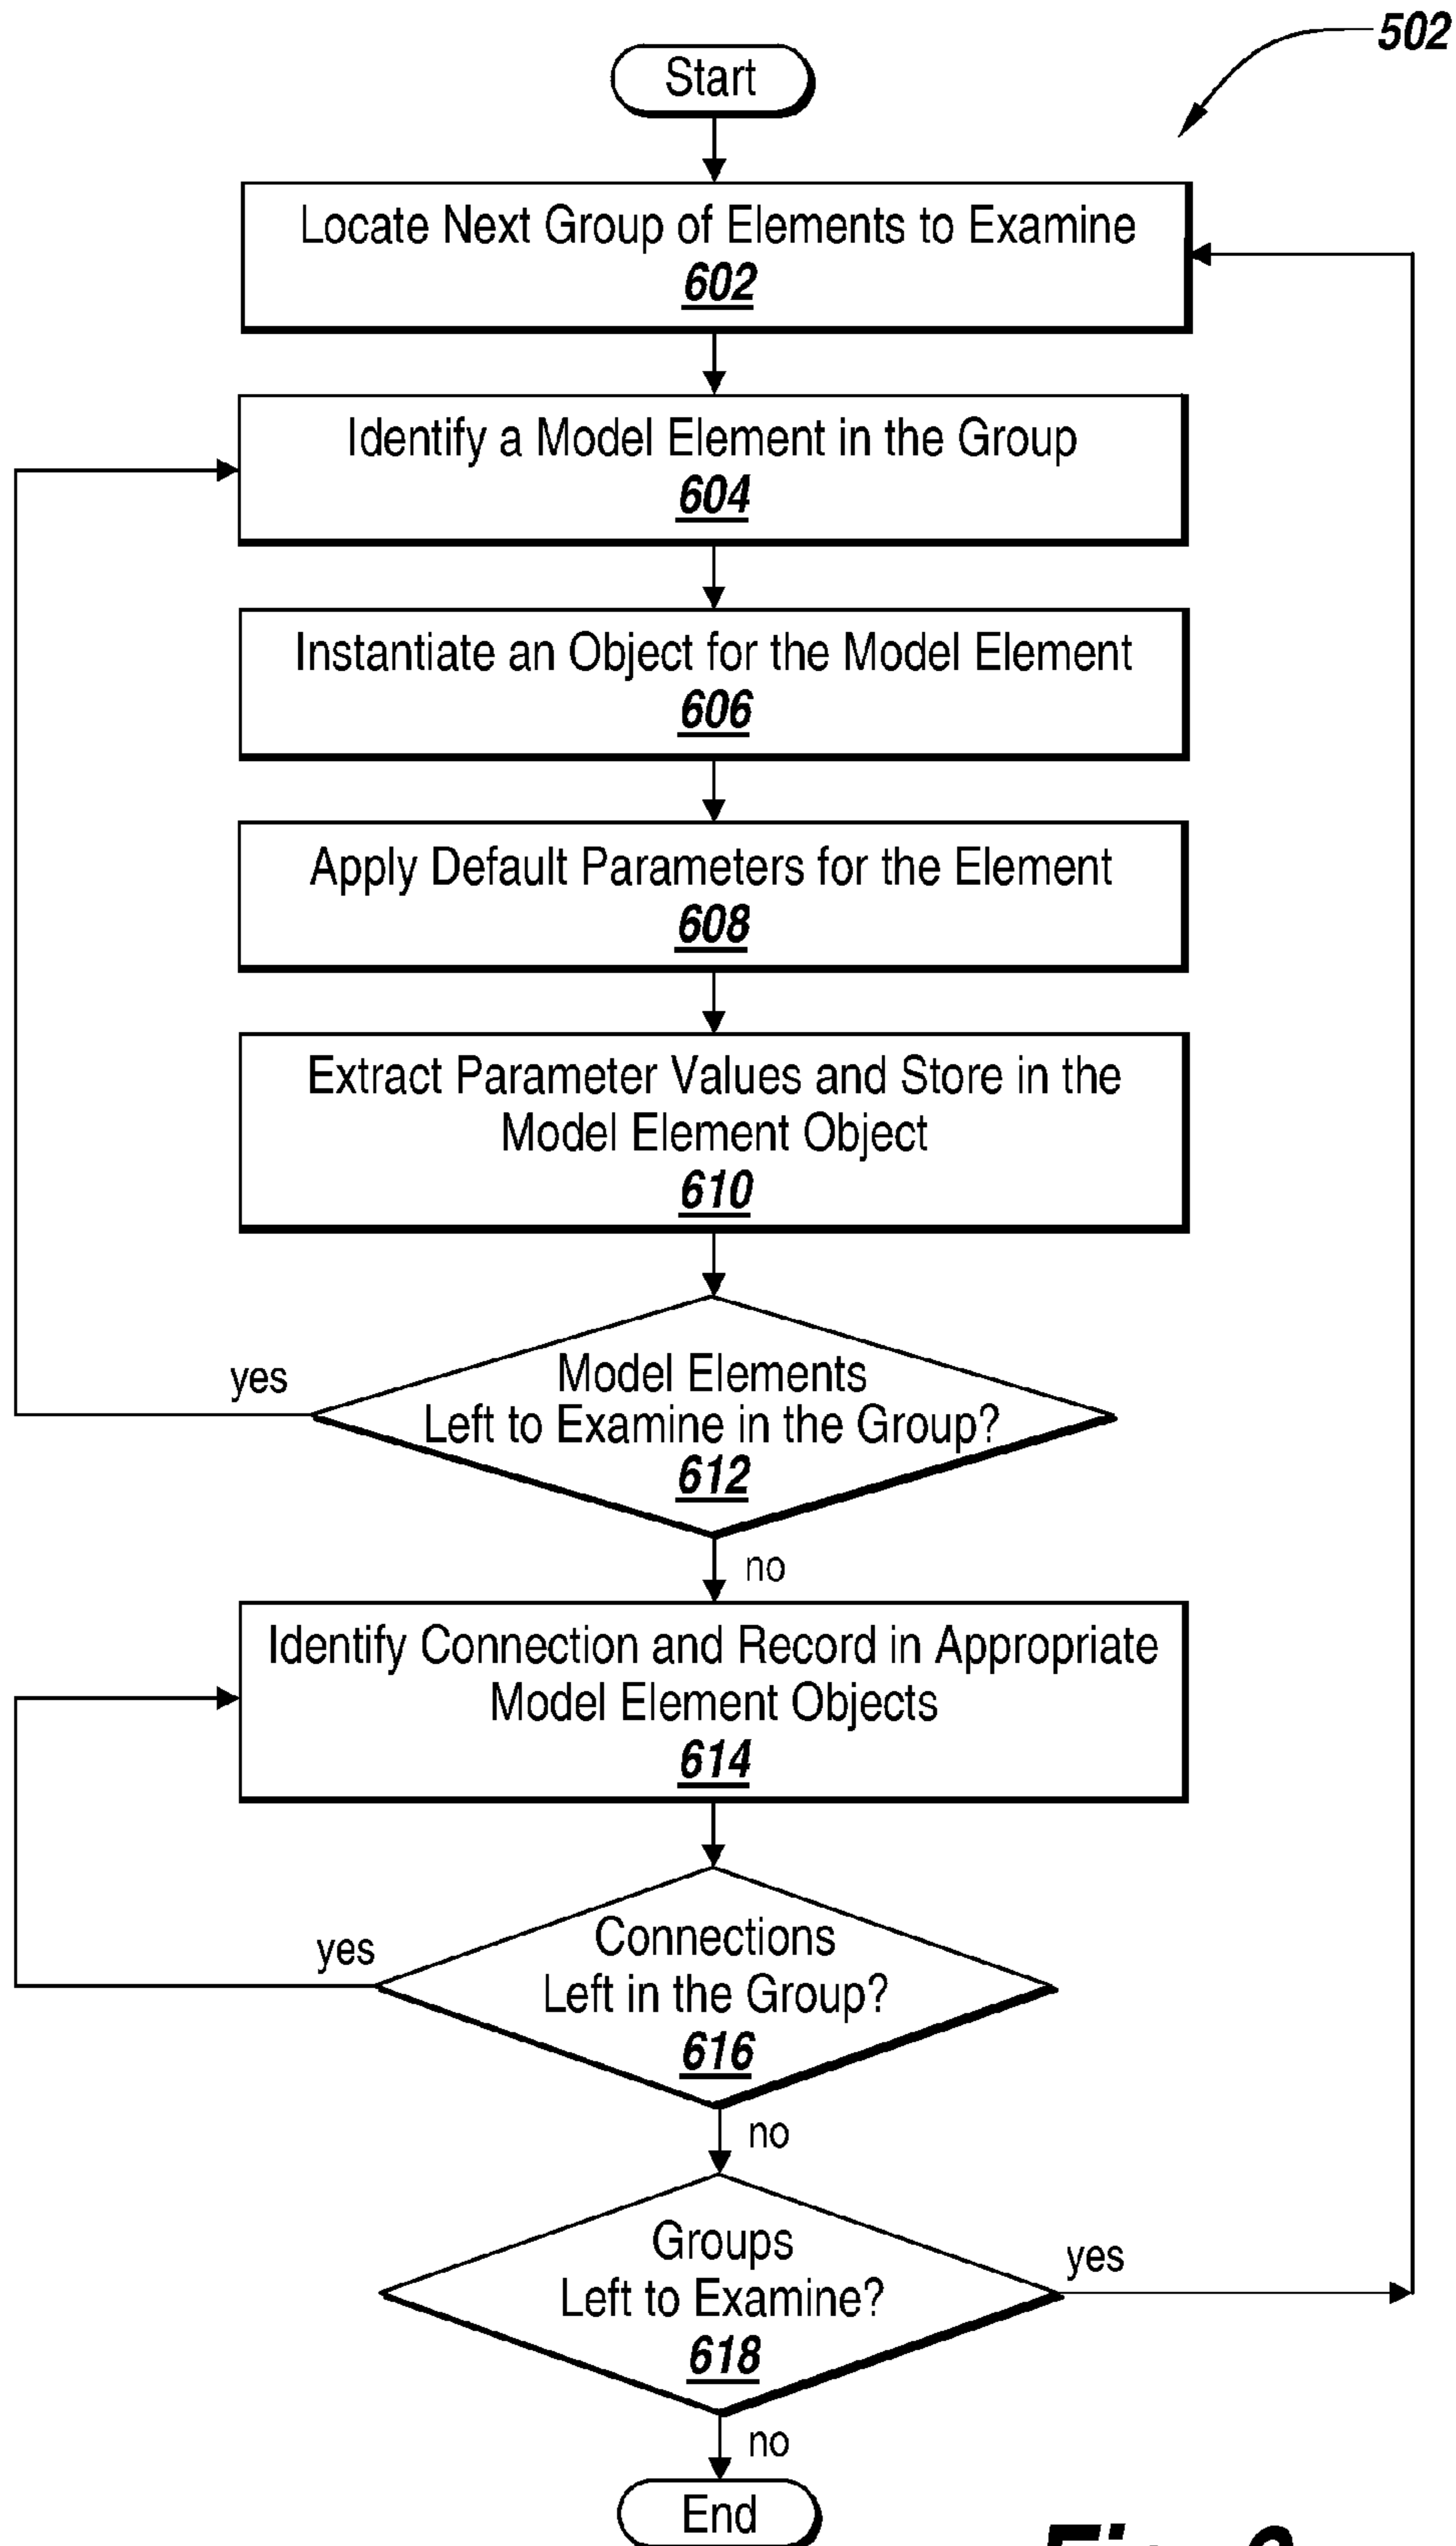 502
Start
Locate Next Group of Elements to Examine
602
Identify a Model Element in the Group
604
Instantiate an Object for the Model Element
606
Apply Default Parameters for the Element
608
Extract Parameter Values and Store in the
Model Element Object
610
yes
Model Elements
Left to Examine in the Group?
612
no
Identify Connection and Record in Appropriate
Model Element Objects
614
yes
Connections
Left in the Group?
616
no
Groups
Left to Examine?
618
yes
no
End